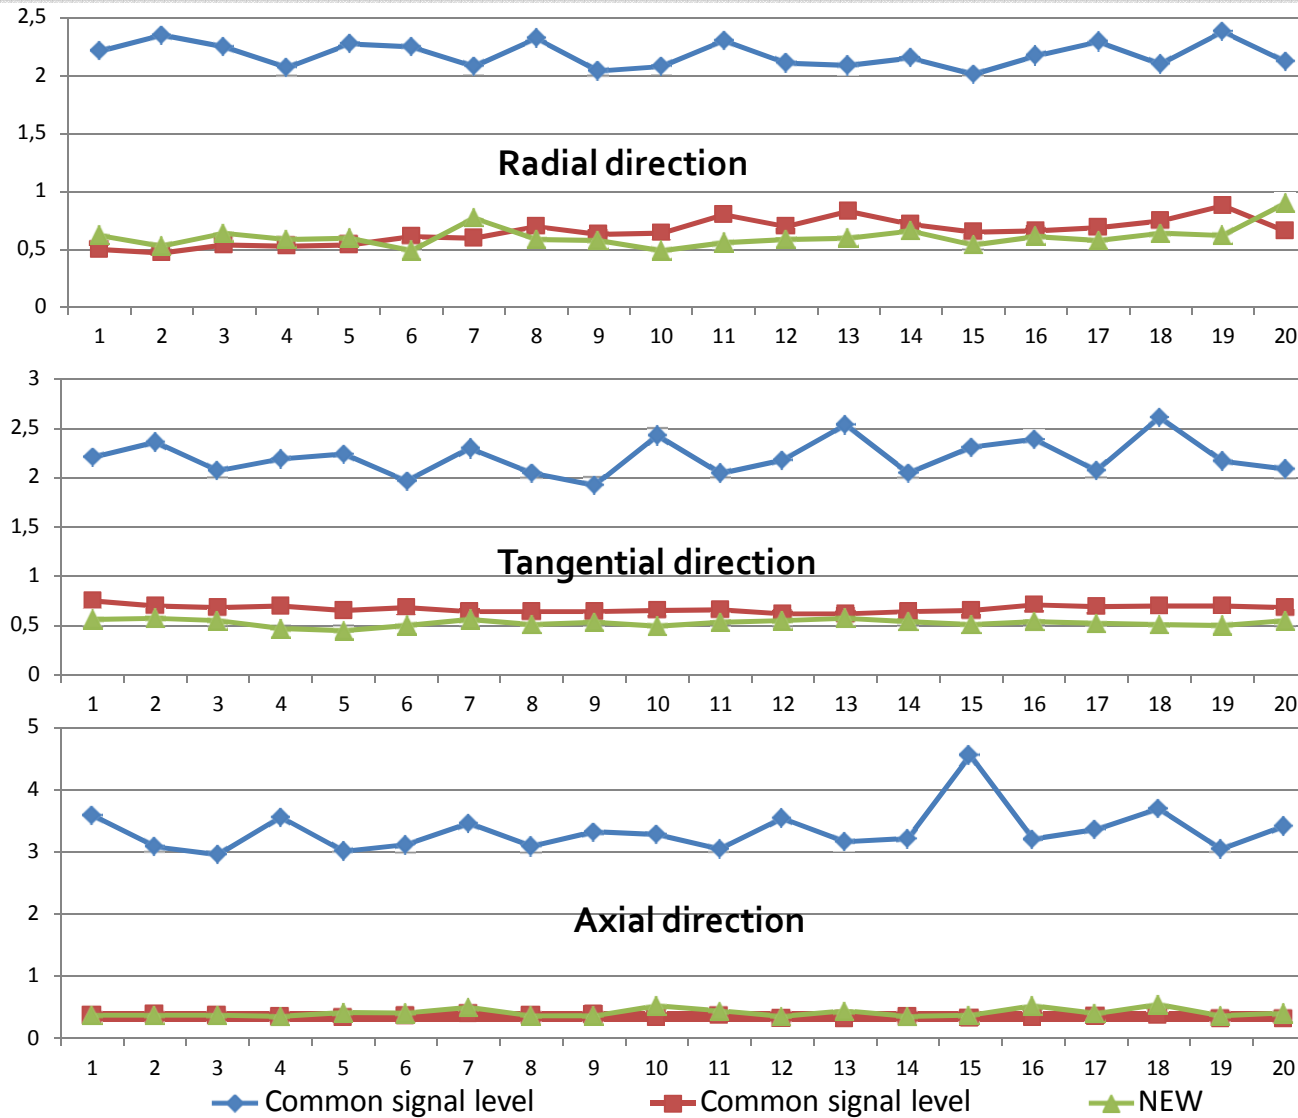 2,5
2
1,5
1
0,5
0
Radial direction
1 2 3 4 5 6 7 8 9 10 11 12 13 14 15 16 17 18 19 20
3
2,5
2
1,5
1
0,5
0
Tangential direction
1 2 3 4 5 6 7 8 9 10 11 12 13 14 15 16 17 18 19 20
5
4
3
2
1
0
Axial direction
1 2 3 4 5 6 7 8 9 10 11 12 13 14 15 16 17 18 19 20
Common signal level Common signal level NEW